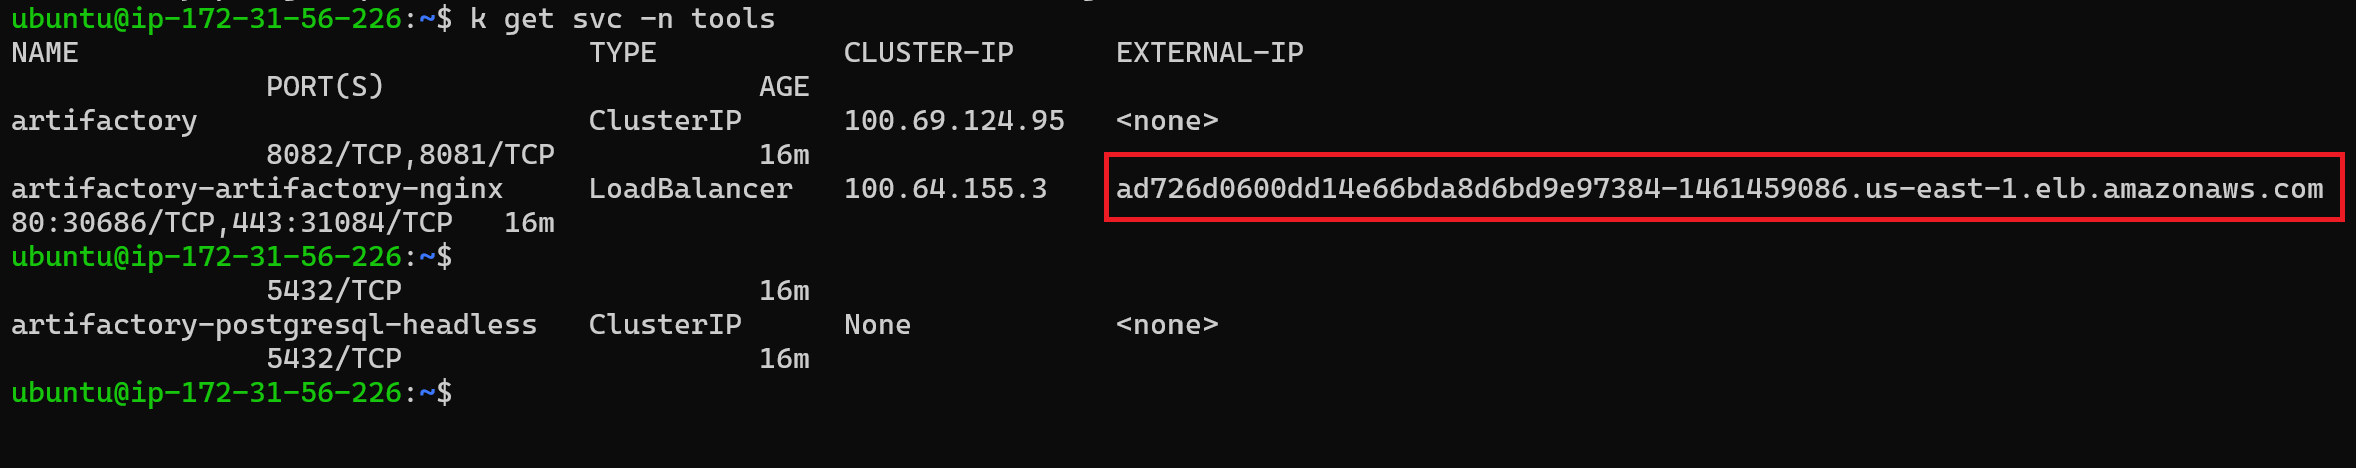 ubuntu@ip-172-31-56-226:~$ k get svc -n tools
NAME TYPE CLUSTER-IP EXTERNAL-IP
PORT(S) AGE
artifactory ClusterIP 100.69.124.95 <none>
8082/TCP,8081/TCP 16m
artifactory-artifactory-nginx LoadBalancer 100.64.155.3 ad726d0600dd14e66bda8d6bd9e97384-1461459086.us-east-1.elb.amazonaws.com
80:30686/TCP,443:31084/TCP 16m
ubuntu@ip-172-31-56-226:~$
5432/TCP 16m
artifactory-postgresql-headless ClusterIP None <none>
5432/TCP 16m
ubuntu@ip-172-31-56-226:~$